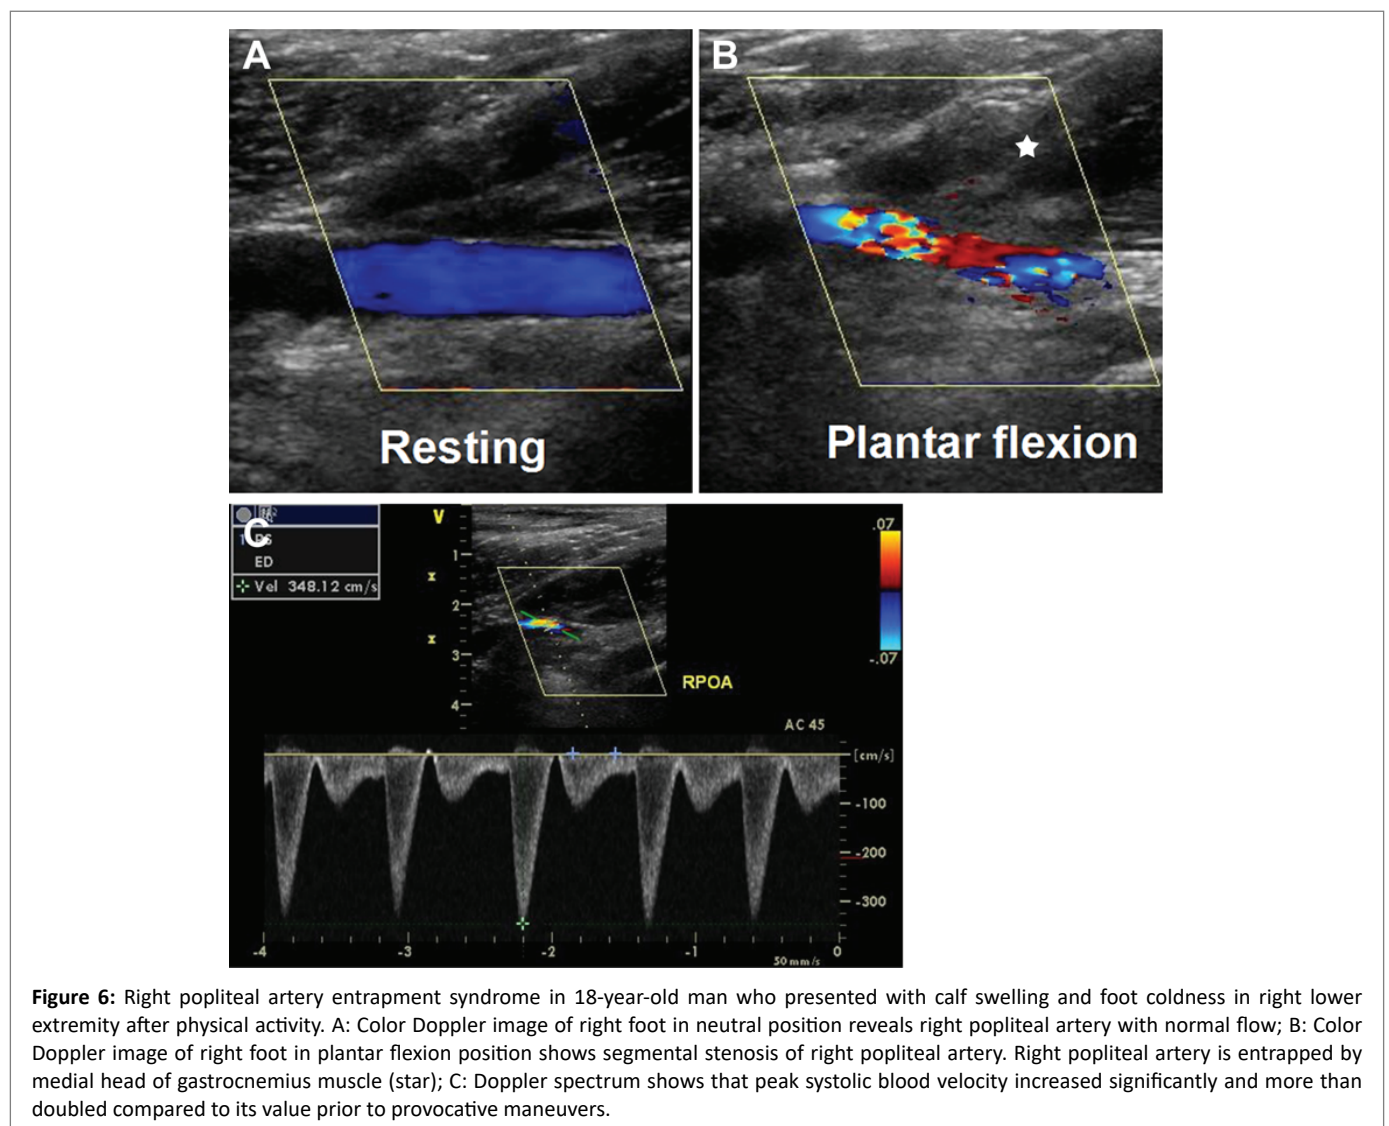 A
B
Resting
Plantar flexion
C
1 PS
ED
Vel 348.12 cm/s
V
1
2
3
4
.07
-.07
RPOA
AC 45
[cm/s]
-100
-200
-300
-4 -3 -2 -1 0
50 mm/s
Figure 6: Right popliteal artery entrapment syndrome in 18-year-old man who presented with calf swelling and foot coldness in right lower
extremity after physical activity. A: Color Doppler image of right foot in neutral position reveals right popliteal artery with normal flow; B: Color
Doppler image of right foot in plantar flexion position shows segmental stenosis of right popliteal artery. Right popliteal artery is entrapped by
medial head of gastrocnemius muscle (star); C: Doppler spectrum shows that peak systolic blood velocity increased significantly and more than
doubled compared to its value prior to provocative maneuvers.